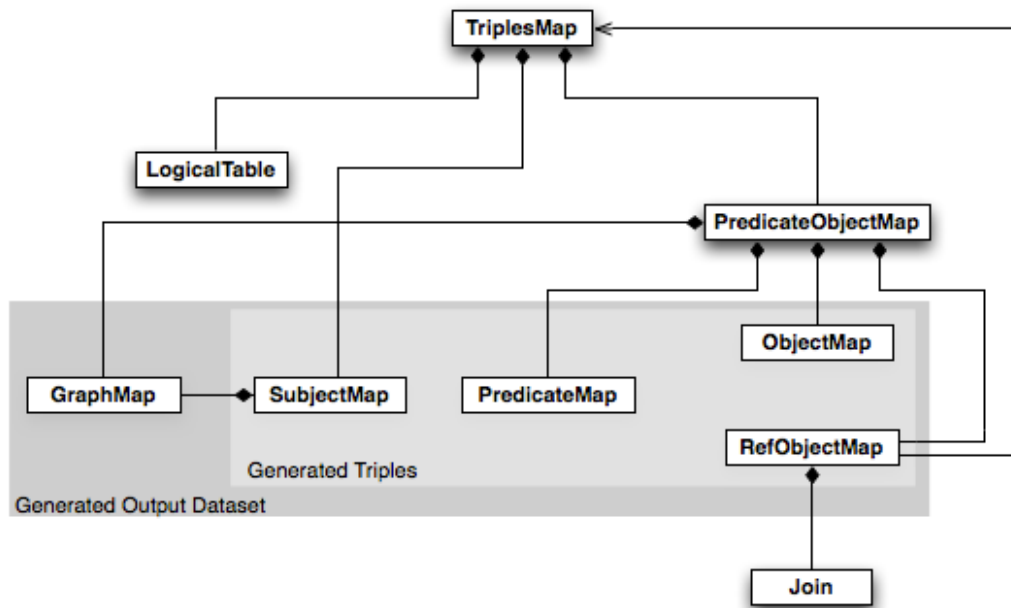 TriplesMap
LogicalTable
PredicateObjectMap
ObjectMap
GraphMap
SubjectMap
PredicateMap
RefObjectMap
Generated Triples
Generated Output Dataset
Join